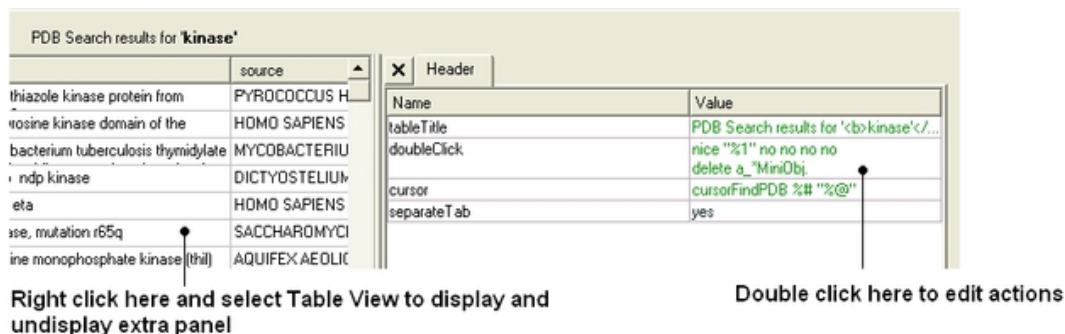 PDB Search results for 'kinase'
source
Header
thiazole kinase protein from PYROCOCCUS H
Name Value
rosine kinase domain of the HOMO SAPIENS
tableTitle PDB Search results for '<b>kinase'</...
bacterium tuberculosis thymidylate MYCOBACTERIU
doubleClick nice "%1" no no no no
delete a_*MiniObj.
ndp kinase DICTYOSTELIUM
cursor cursorFindPDB %# "%@"
eta HOMO SAPIENS
separateTab yes
ase, mutation r65q SACCHAROMYCI
ine monophosphate kinase (thil) AQUIFEX AEOLIC
Right click here and select Table View to display and
undisplay extra panel
Double click here to edit actions